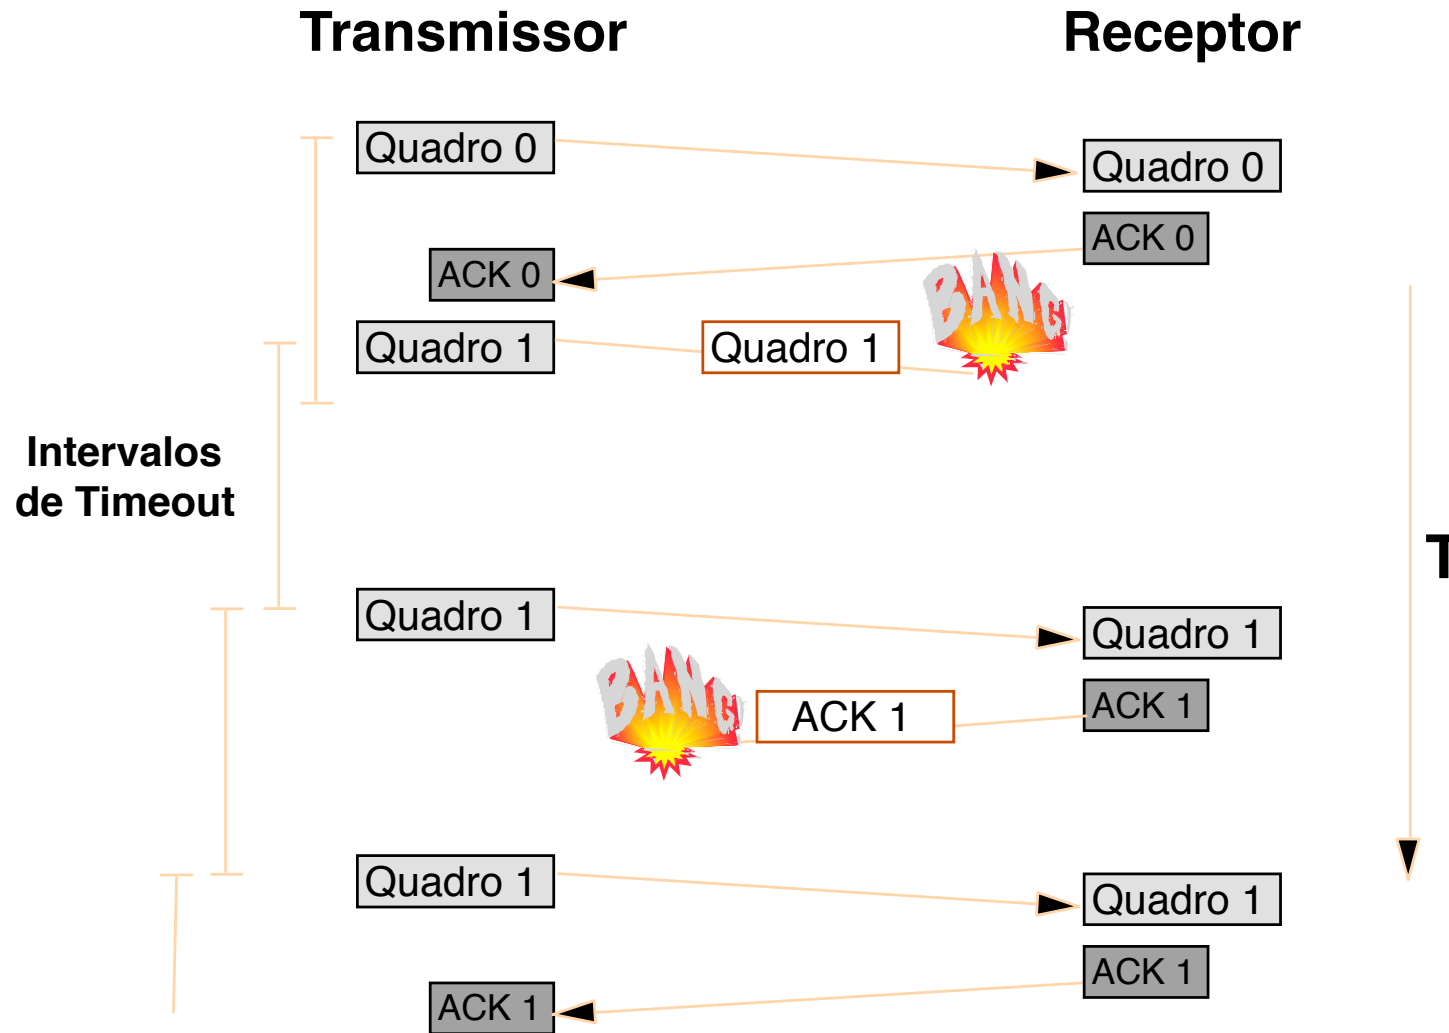 Transmissor
Receptor
Quadro 0
Quadro 0
ACK 0
ACK 0
BANG
Quadro 1
Quadro 1
Intervalos
de Timeout
T
Quadro 1
Quadro 1
BANG
ACK 1
ACK 1
Quadro 1
Quadro 1
ACK 1
ACK 1